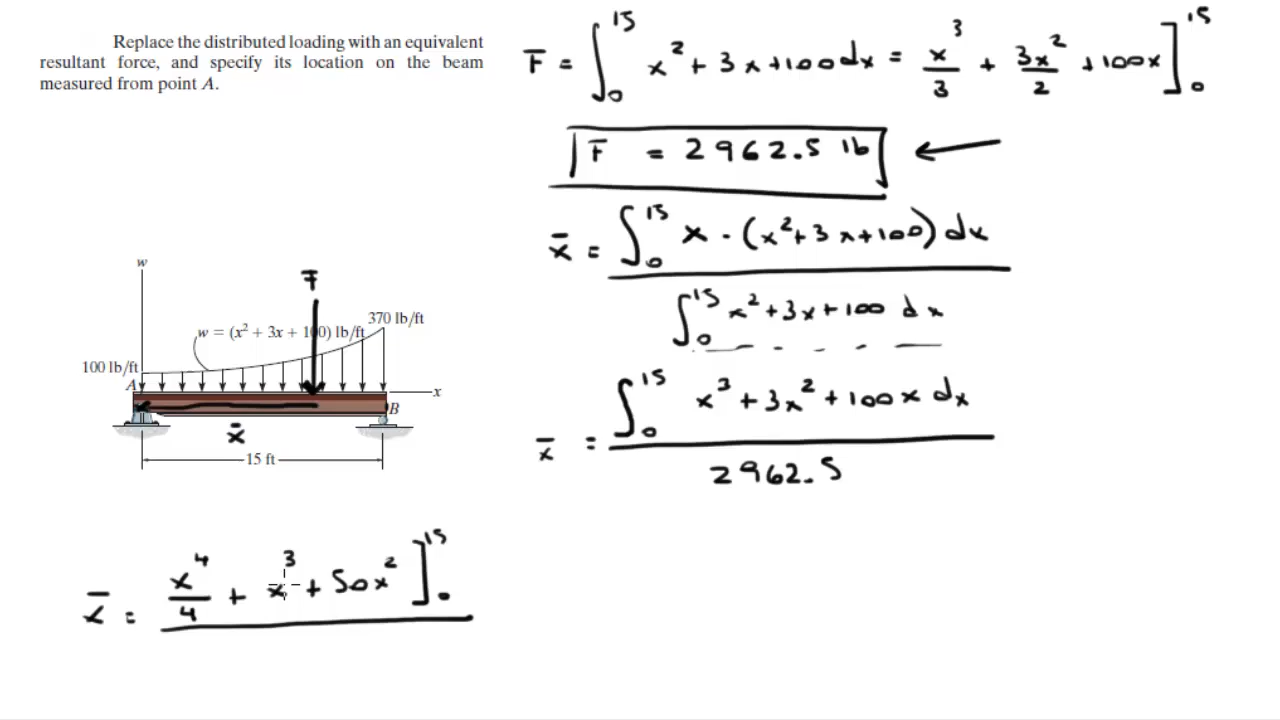 Replace the distributed loading with an equivalent
resultant force, and specify its location on the beam
measured from point A.
F̄ = ∫₀¹⁵ x² + 3x + 100 dx = x³/3 + 3x²/2 + 100x ]₀¹⁵
F = 2962.5 lb
x̄ = ∫₀¹⁵ x · (x² + 3x + 100) dx
∫₀¹⁵ x² + 3x + 100 dx
w
F
370 lb/ft
w = (x² + 3x + 100) lb/ft
100 lb/ft
A
x
B
x̄
15 ft
x̄ = ∫₀¹⁵ x³ + 3x² + 100x dx
2962.5
x̄ = x⁴/4 + x³ + 50x² ]₀¹⁵